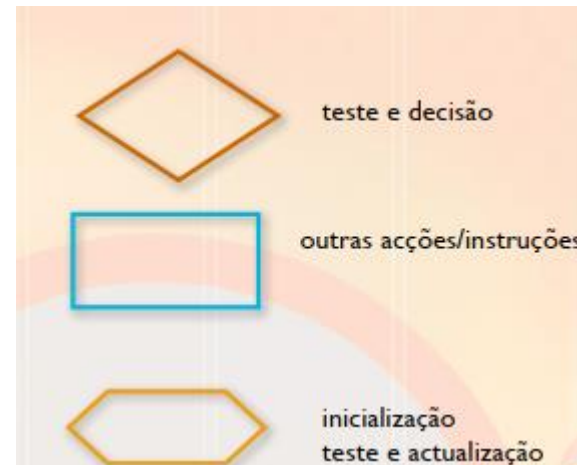 teste e decisão
outras acções/instruções
inicialização
teste e actualização